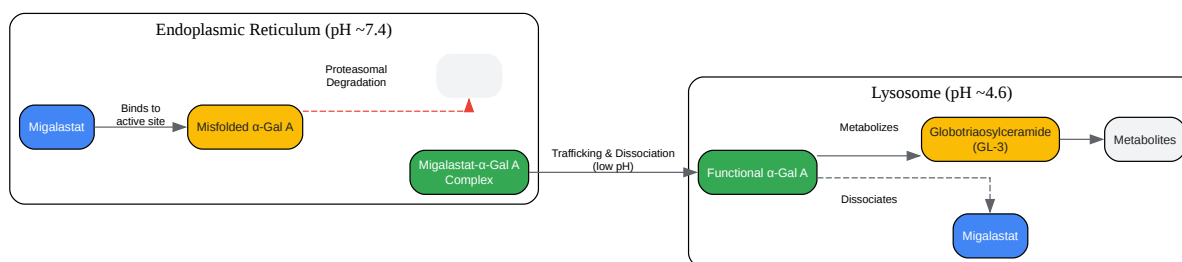 Endoplasmic Reticulum (pH ~7.4)
Proteasomal
Degradation
Binds to
active site
Migalastat
Misfolded α-Gal A
Migalastat-α-Gal A
Complex
Trafficking & Dissociation
(low pH)
Lysosome (pH ~4.6)
Metabolizes
Globotriaosylceramide
(GL-3)
Metabolites
Functional α-Gal A
Dissociates
Migalastat